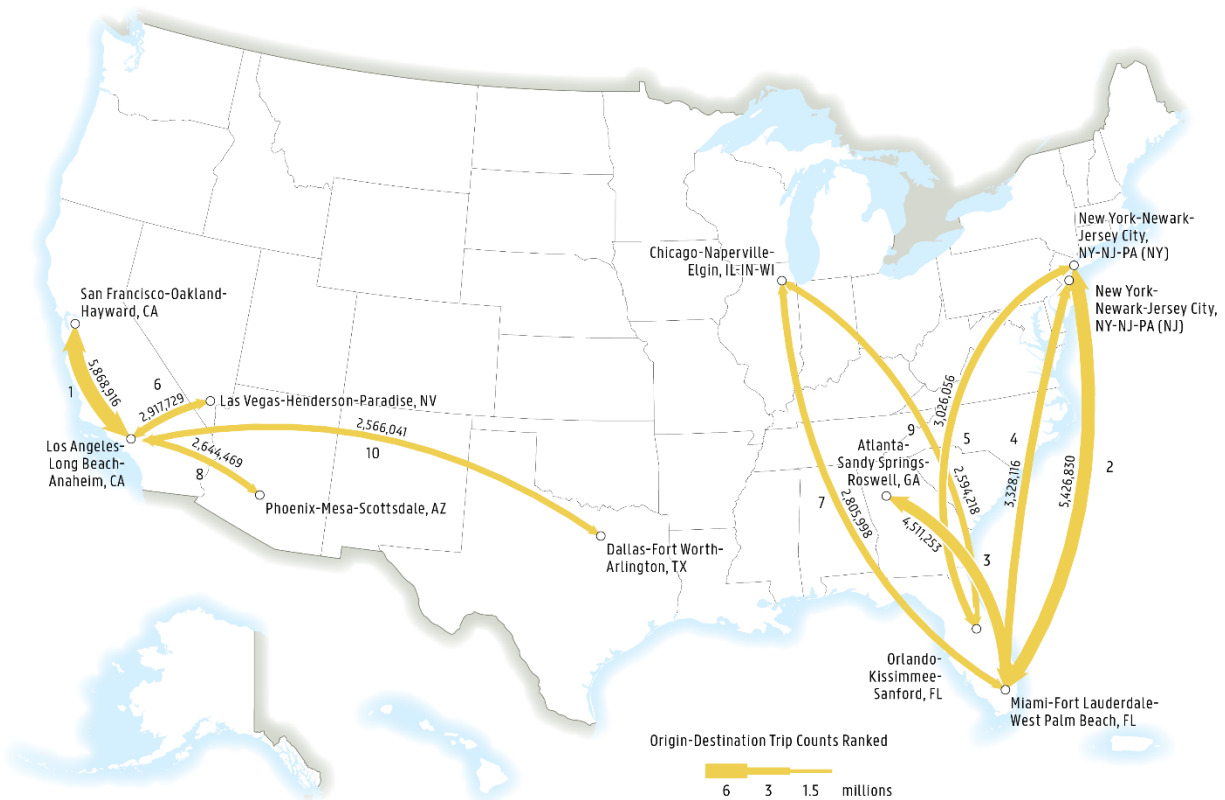 New York-Newark-
Jersey City,
NY-NJ-PA (NY)
Chicago-Naperville-
Elgin, IL-IN-WI
New York-
Newark-Jersey City,
NY-NJ-PA (NJ)
San Francisco-Oakland-
Hayward, CA
5,868,916
1
6
2,917,729
Las Vegas-Henderson-Paradise, NV
3,026,056
2,566,041
10
Los Angeles-
Long Beach-
Anaheim, CA
2,644,469
8
9
5
4
2
Atlanta-
Sandy Springs-
Roswell, GA
7
2,805,998
2,594,218
3,328,116
5,426,830
Phoenix-Mesa-Scottsdale, AZ
4,511,253
3
Dallas-Fort Worth-
Arlington, TX
Orlando-
Kissimmee-
Sanford, FL
Miami-Fort Lauderdale-
West Palm Beach, FL
Origin-Destination Trip Counts Ranked
6 3 1.5 millions